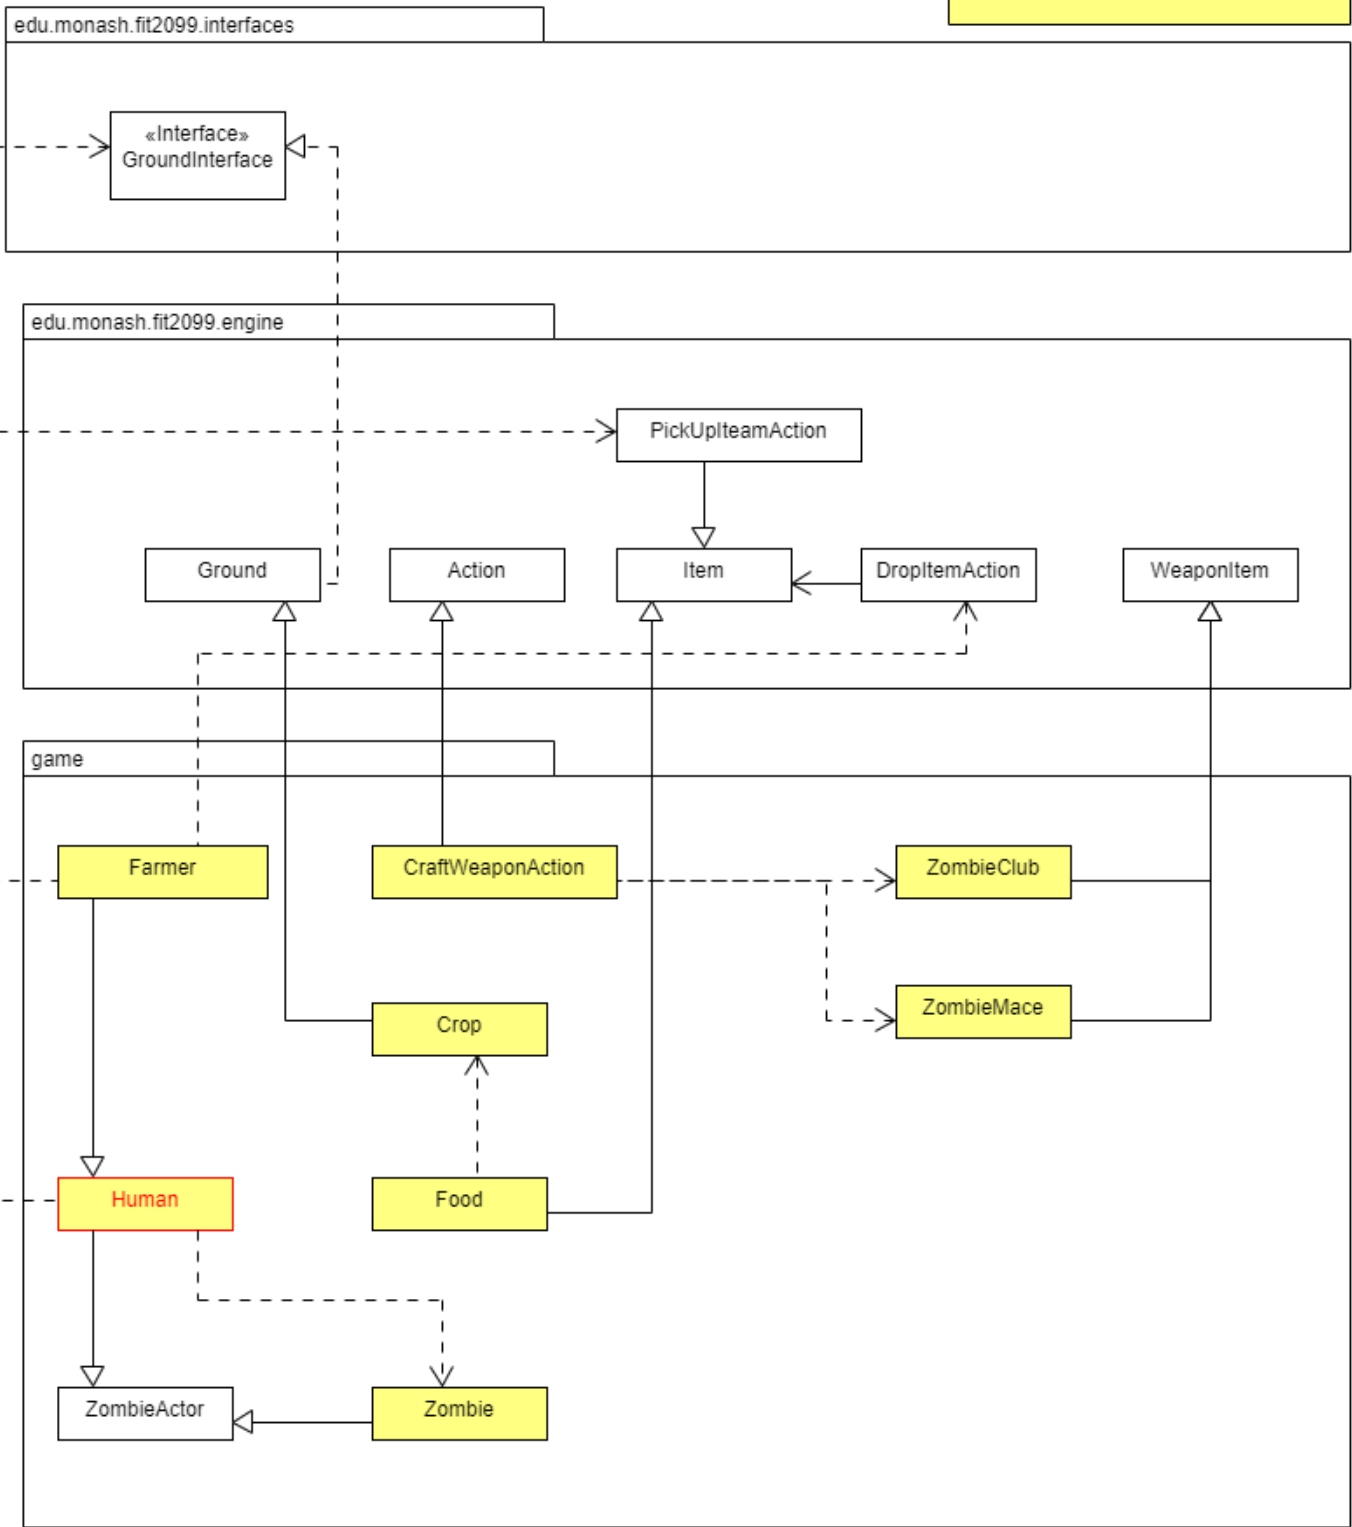 edu.monash.fit2099.interfaces
«Interface»
GroundInterface
edu.monash.fit2099.engine
PickUpIteamAction
Ground
Action
Item
DropItemAction
WeaponItem
game
Farmer
CraftWeaponAction
ZombieClub
ZombieMace
Crop
Human
Food
ZombieActor
Zombie